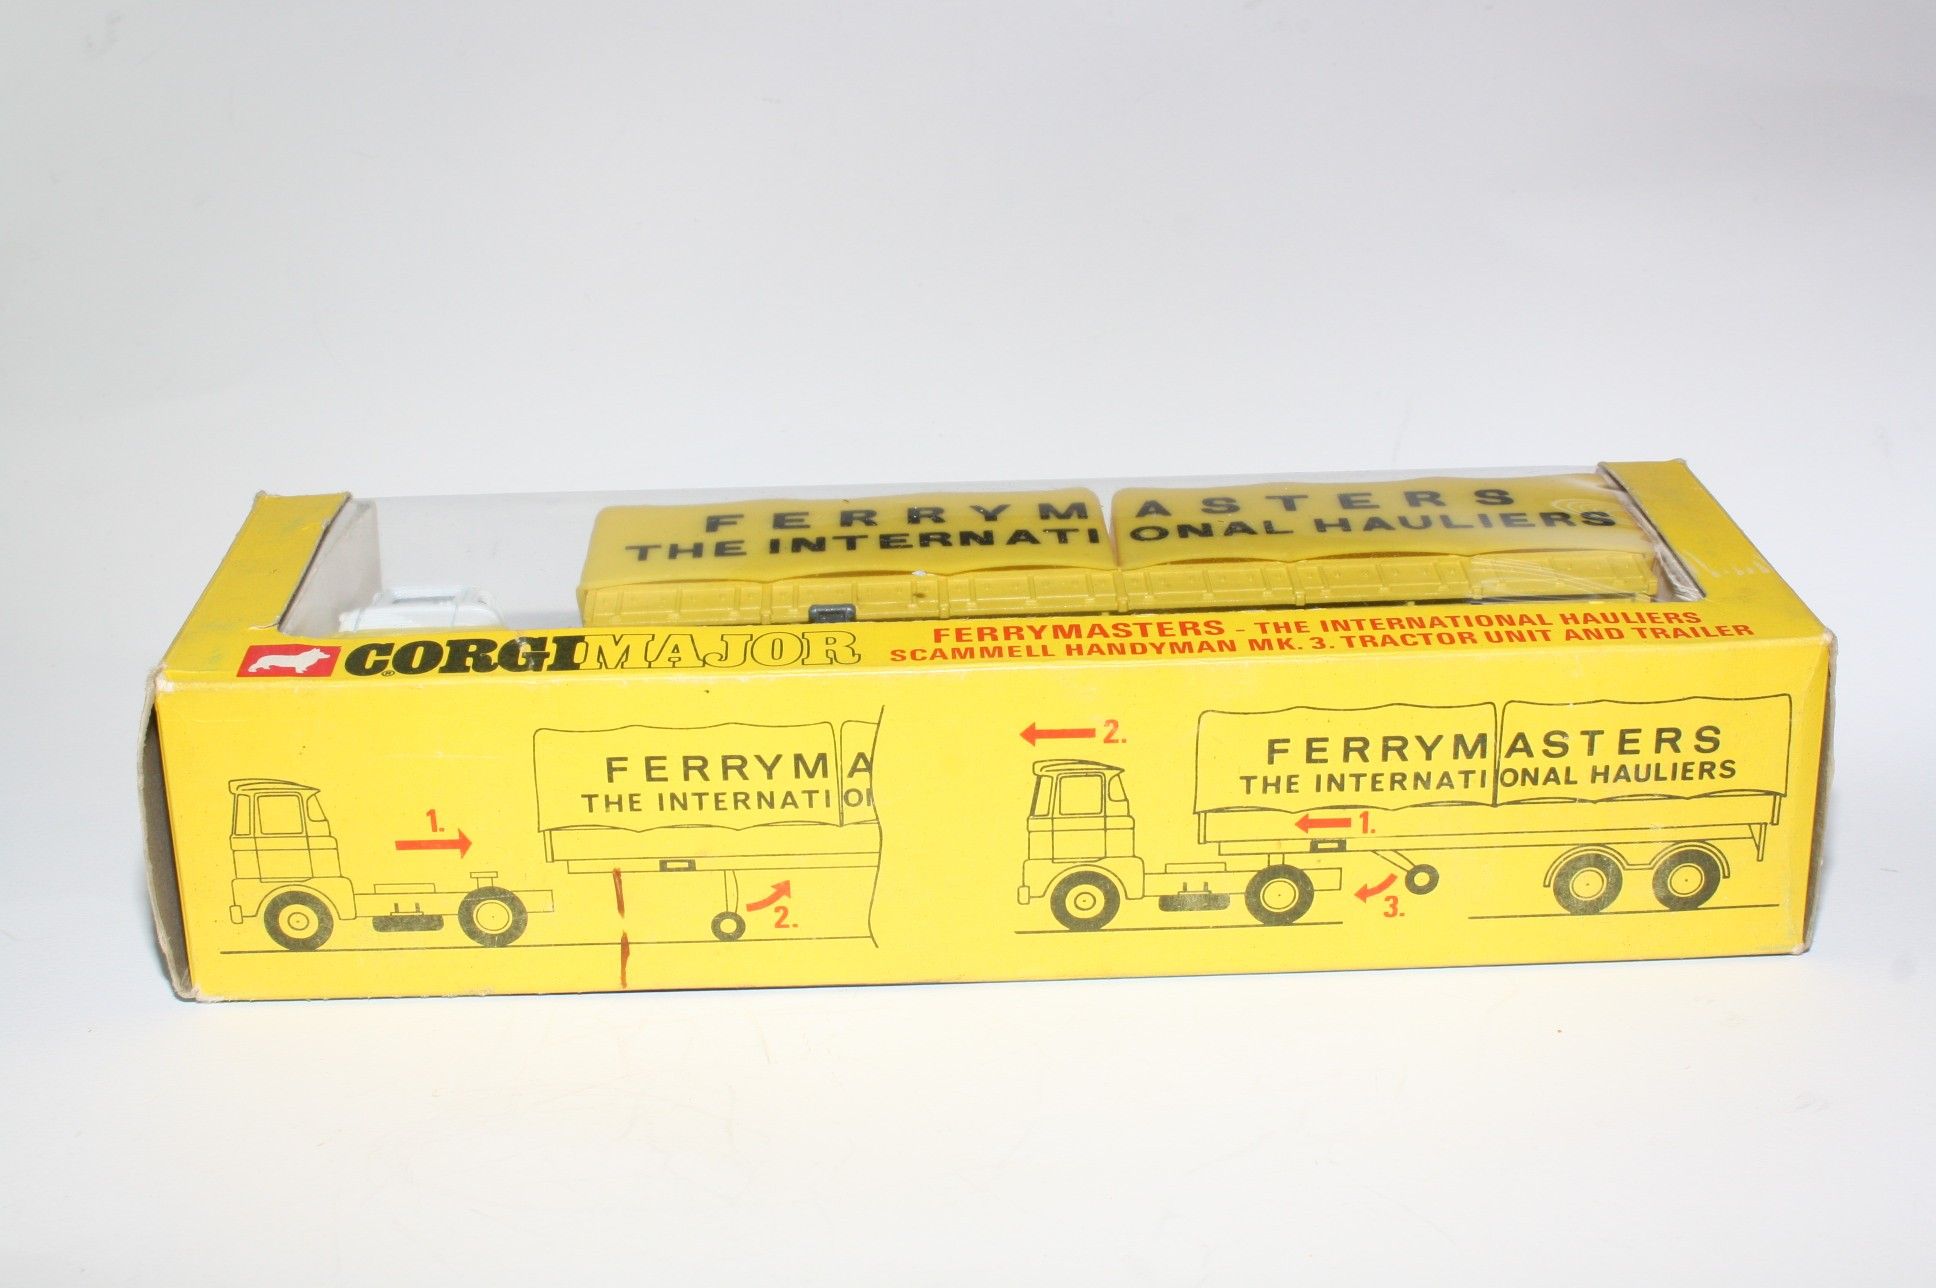 FERRYMASTERS
THE INTERNATIONAL HAULIERS
CORGI MAJOR
®
FERRYMASTERS - THE INTERNATIONAL HAULIERS
SCAMMELL HANDYMAN MK. 3. TRACTOR UNIT AND TRAILER
1.
FERRYMA
THE INTERNATIO
2.
2.
FERRYMASTERS
THE INTERNATIONAL HAULIERS
1.
3.